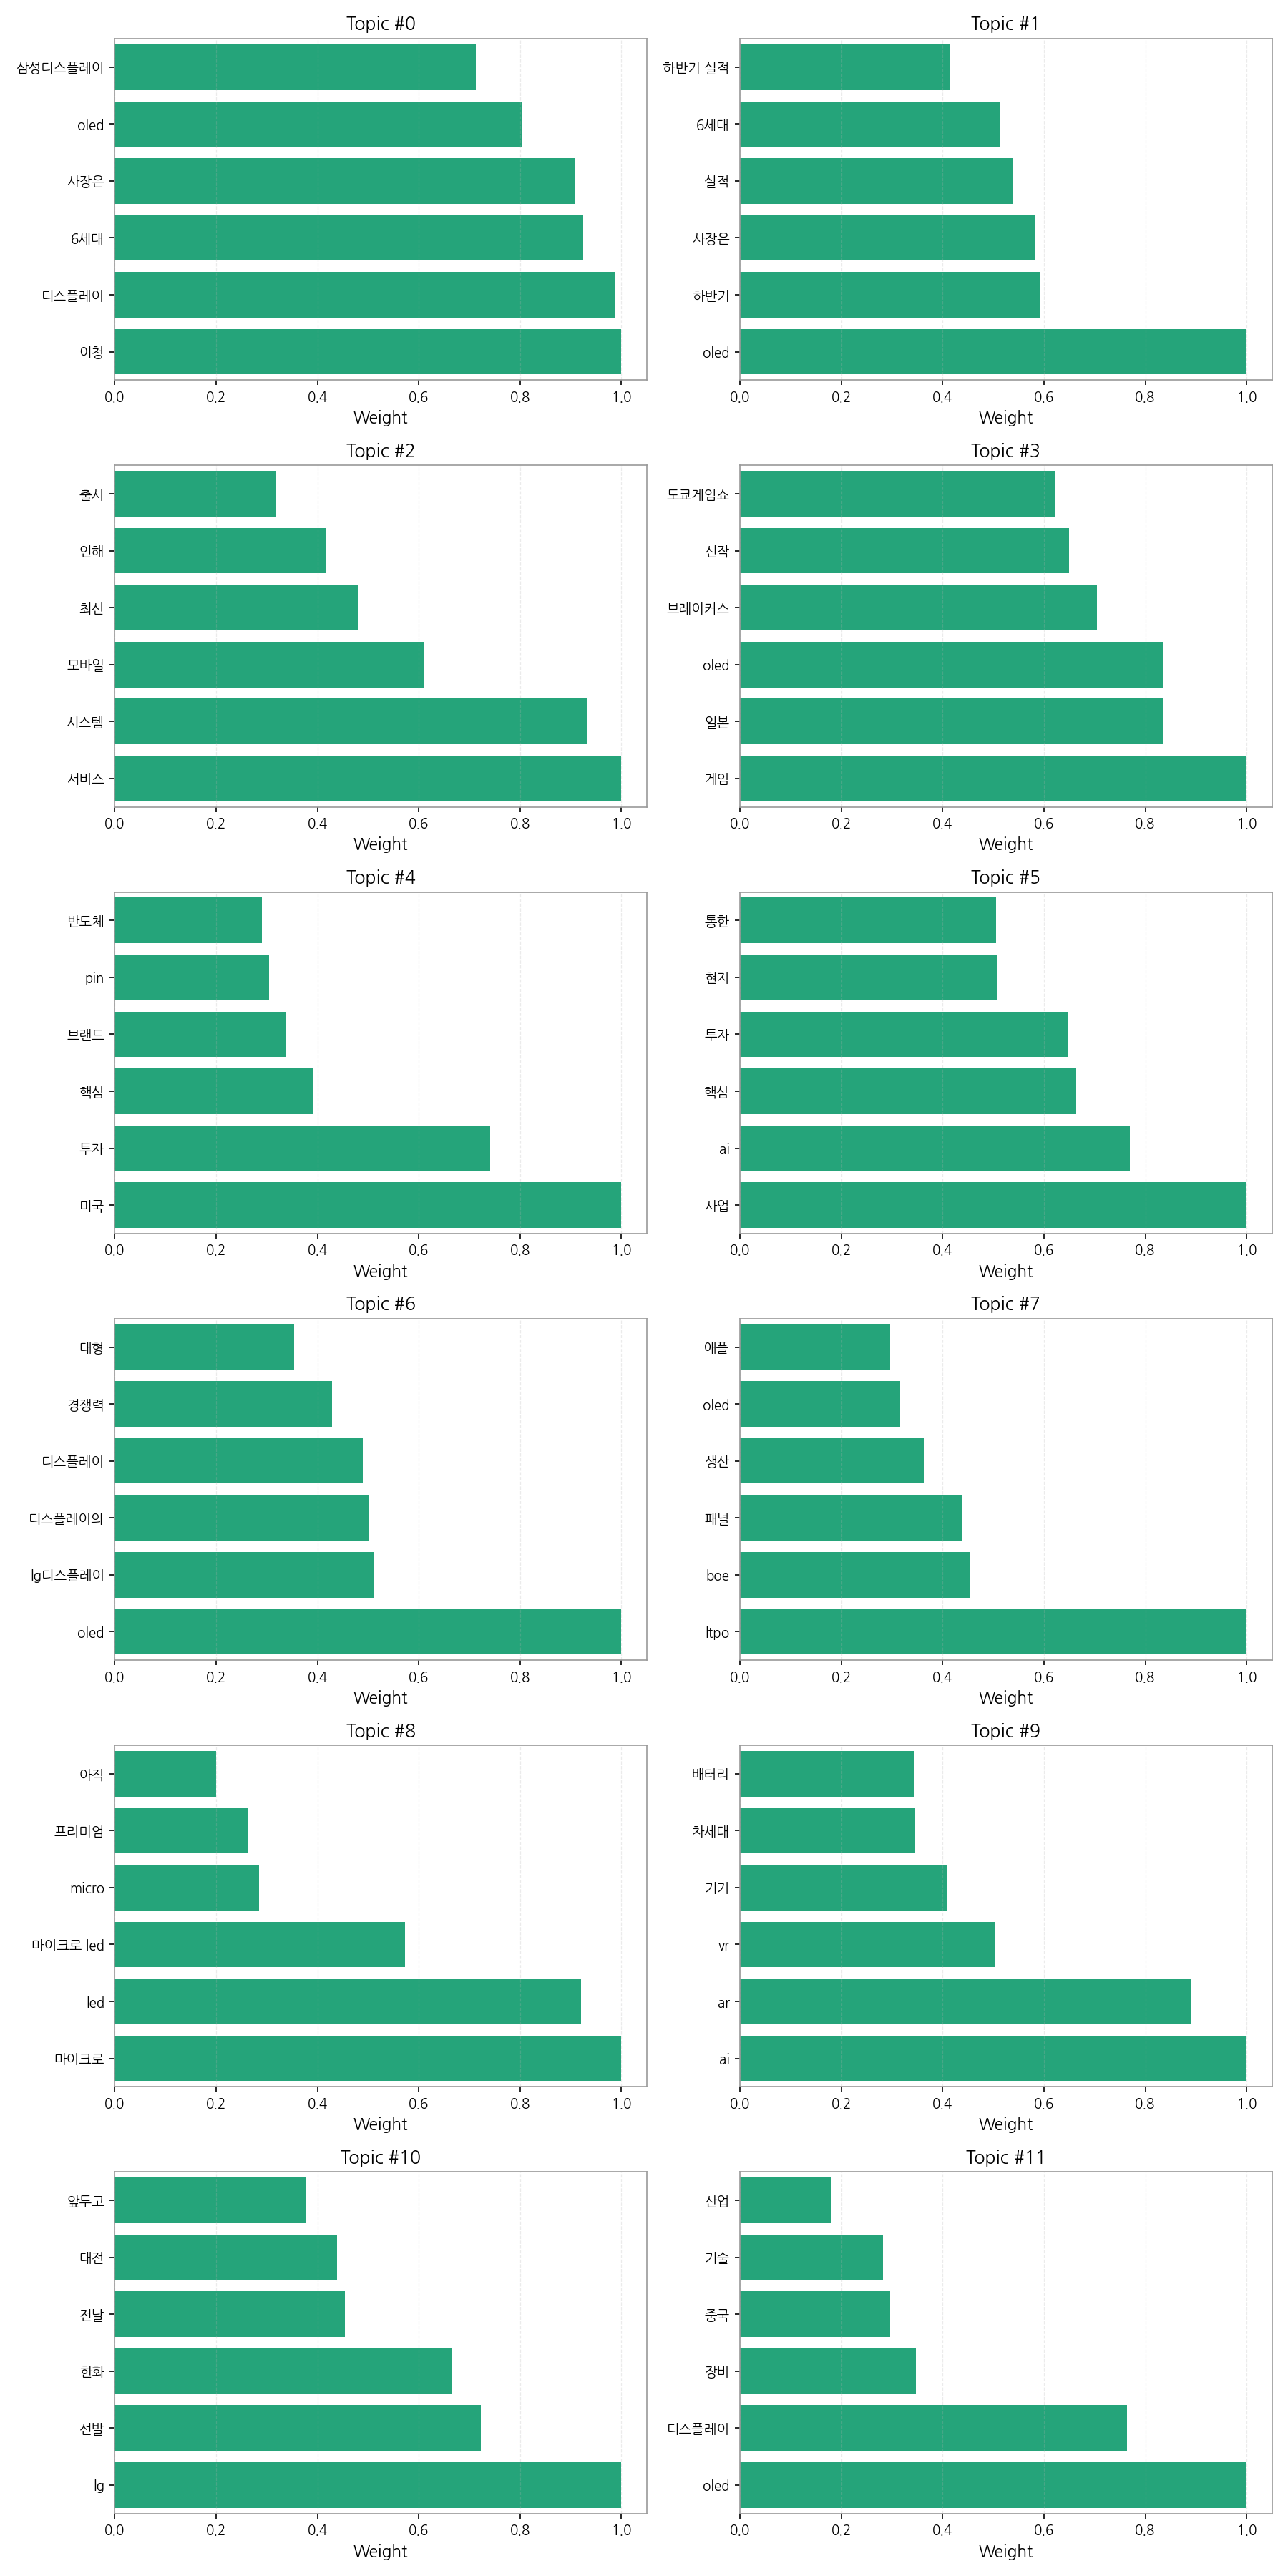 Topic #0
삼성디스플레이
oled
사장은
6세대
디스플레이
이청
0.0 0.2 0.4 0.6 0.8 1.0
Weight
Topic #1
하반기 실적
6세대
실적
사장은
하반기
oled
0.0 0.2 0.4 0.6 0.8 1.0
Weight
Topic #2
출시
인해
최신
모바일
시스템
서비스
0.0 0.2 0.4 0.6 0.8 1.0
Weight
Topic #3
도쿄게임쇼
신작
브레이커스
oled
일본
게임
0.0 0.2 0.4 0.6 0.8 1.0
Weight
Topic #4
반도체
pin
브랜드
핵심
투자
미국
0.0 0.2 0.4 0.6 0.8 1.0
Weight
Topic #5
통한
현지
투자
핵심
ai
사업
0.0 0.2 0.4 0.6 0.8 1.0
Weight
Topic #6
대형
경쟁력
디스플레이
디스플레이의
lg디스플레이
oled
0.0 0.2 0.4 0.6 0.8 1.0
Weight
Topic #7
애플
oled
생산
패널
boe
ltpo
0.0 0.2 0.4 0.6 0.8 1.0
Weight
Topic #8
아직
프리미엄
micro
마이크로 led
led
마이크로
0.0 0.2 0.4 0.6 0.8 1.0
Weight
Topic #9
배터리
차세대
기기
vr
ar
ai
0.0 0.2 0.4 0.6 0.8 1.0
Weight
Topic #10
앞두고
대전
전날
한화
선발
lg
0.0 0.2 0.4 0.6 0.8 1.0
Weight
Topic #11
산업
기술
중국
장비
디스플레이
oled
0.0 0.2 0.4 0.6 0.8 1.0
Weight